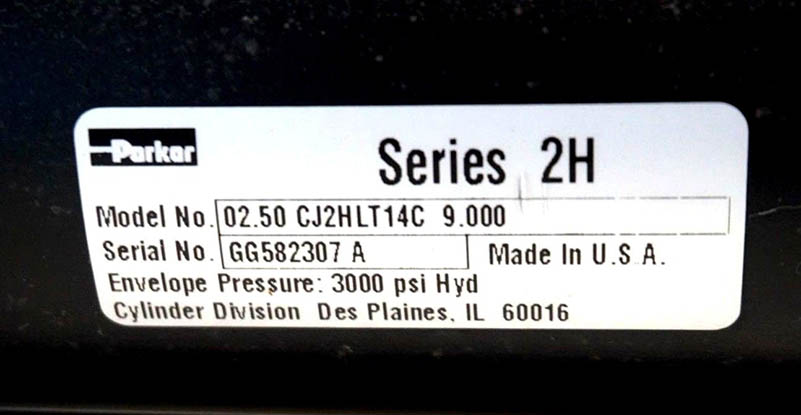 Parker
Series 2H
Model No. 02.50 CJ2HLT14C 9.000
Serial No. GG582307 A Made In U.S.A.
Envelope Pressure: 3000 psi Hyd
Cylinder Division Des Plaines, IL 60016